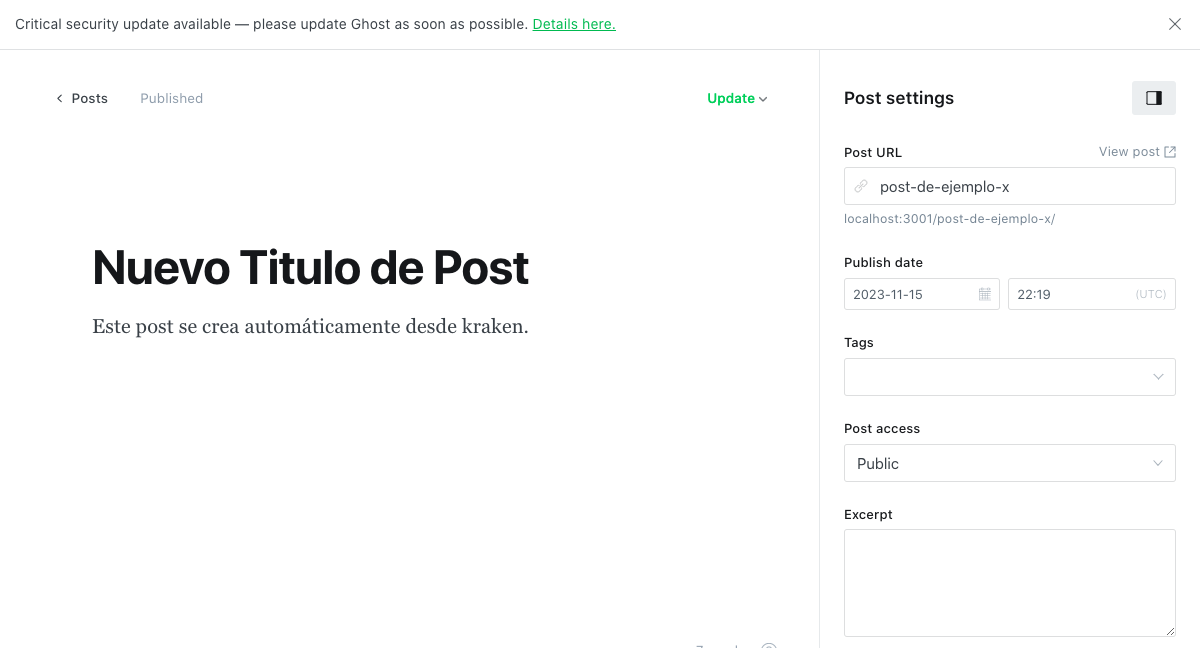 Critical security update available — please update Ghost as soon as possible. Details here.
Posts
Published
Update
Post settings
Post URL
View post
post-de-ejemplo-x
localhost:3001/post-de-ejemplo-x/
Publish date
2023-11-15
22:19
(UTC)
Nuevo Titulo de Post
Este post se crea automáticamente desde kraken.
Tags
Post access
Public
Excerpt